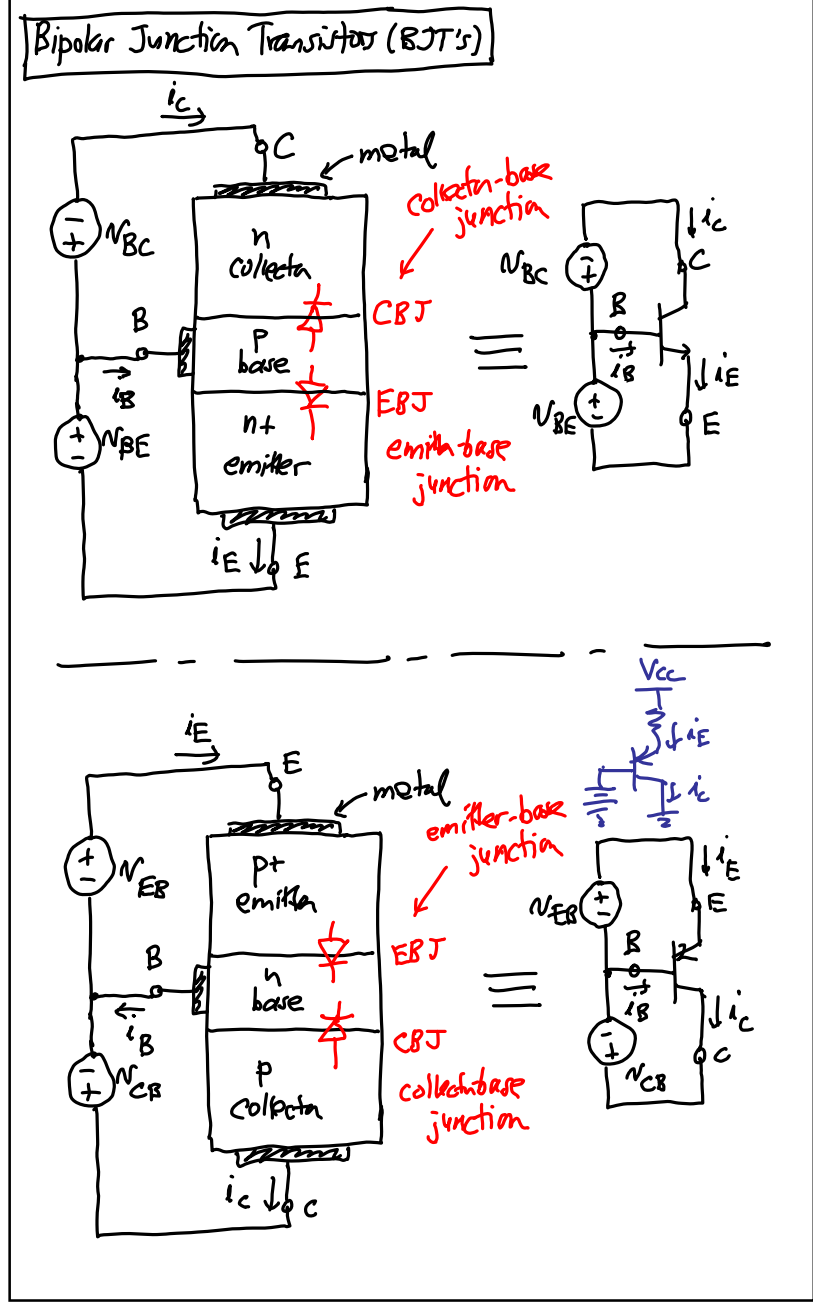 Bipolar Junction Transistors (BJT's)
iC
C
metal
collector-base
junction
− +
vBC
n
collector
CBJ
B
p
base
iB
EBJ
+ −
vBE
n+
emitter
emitter-base
junction
iE
E
≡
vBC
− +
iC
C
B
iB
vBE
+ −
iE
E
VCC
iE
iC
iE
E
metal
emitter-base
junction
+ −
vEB
p+
emitter
EBJ
B
n
base
iB
CBJ
− +
vCB
p
collector
collector-base
junction
iC
C
≡
vEB
+ −
iE
E
B
iB
− +
vCB
iC
C